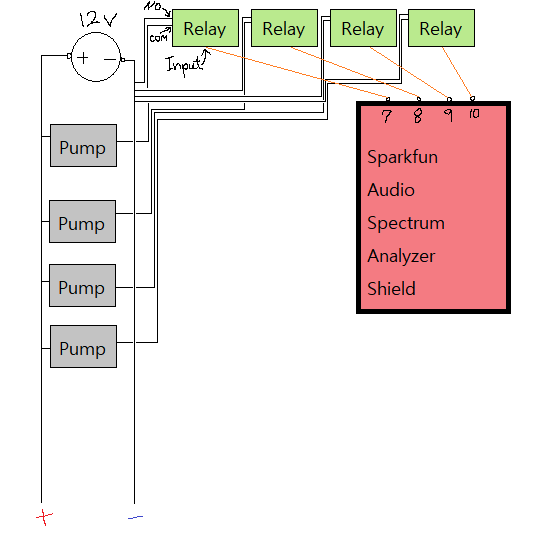 12V
NO
COM
Input
Relay
Relay
Relay
Relay
+ -
7 8 9 10
Sparkfun
Audio
Spectrum
Analyzer
Shield
Pump
Pump
Pump
Pump
+ -